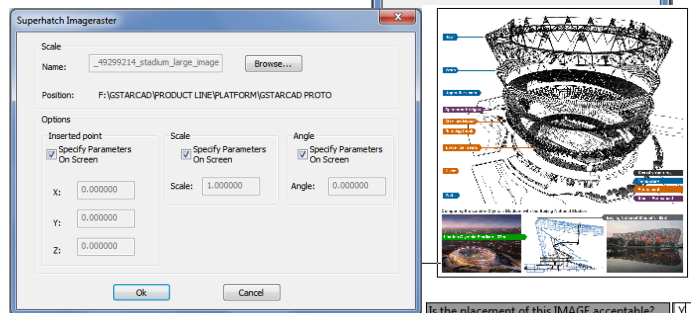 Superhatch Imageraster
Scale
Name:
_49299214_stadium_large_image
Browse...
Position:
F:\GSTARCAD\PRODUCT LINE\PLATFORM\GSTARCAD PROTO
Options
Inserted point
Specify Parameters
On Screen
X:
0.000000
Y:
0.000000
Z:
0.000000
Scale
Specify Parameters
On Screen
Scale:
1.000000
Angle
Specify Parameters
On Screen
Angle:
0.000000
Ok
Cancel
Is the placement of this IMAGE acceptable?
Y